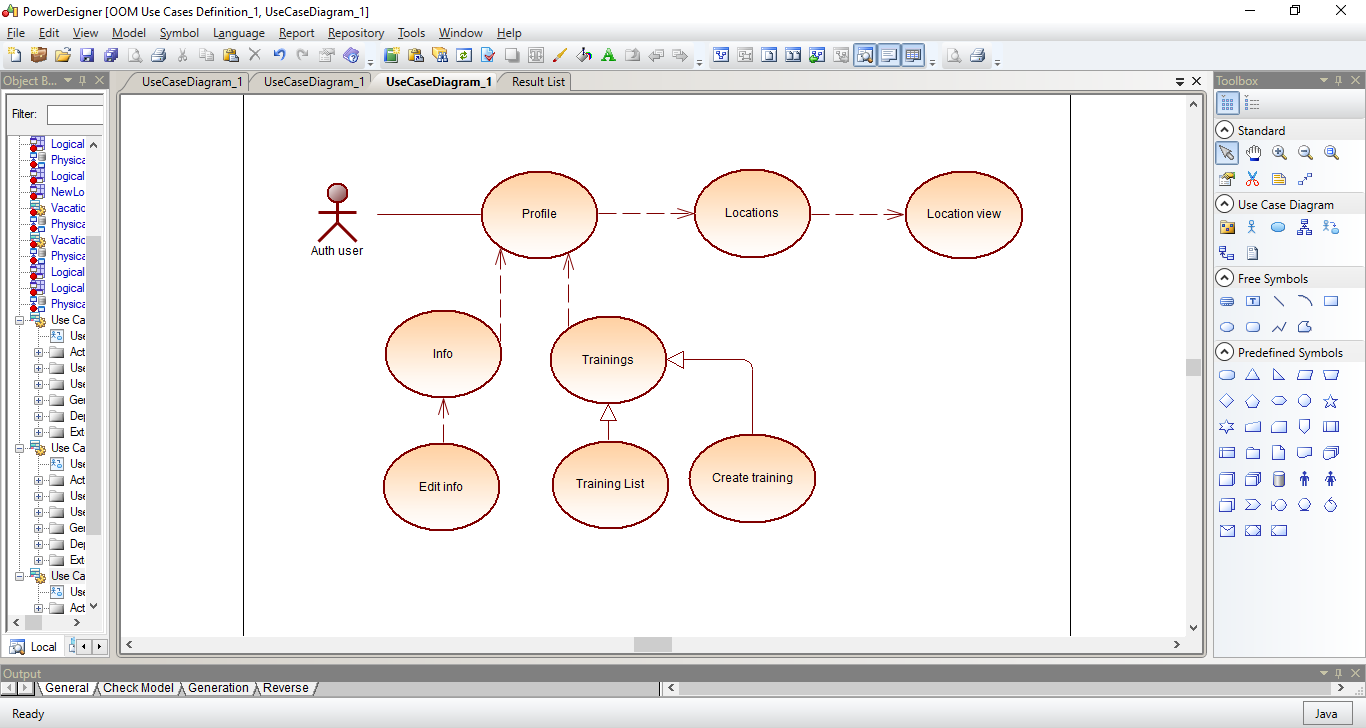 PowerDesigner [OOM Use Cases Definition_1, UseCaseDiagram_1]
File Edit View Model Symbol Language Report Repository Tools Window Help
Object B...
UseCaseDiagram_1 UseCaseDiagram_1 UseCaseDiagram_1 Result List
Toolbox
Filter:
Logical
Physica
Logical
NewLo
Vacatic
Physica
Vacatic
Physica
Logical
Logical
Physica
Use Ca
Use
Act
Use
Use
Ger
Dep
Ext
Use Ca
Use
Act
Use
Use
Ger
Dep
Ext
Use Ca
Use
Act
Local
Auth user
Profile
Locations
Location view
Info
Trainings
Edit info
Training List
Create training
Standard
Use Case Diagram
Free Symbols
Predefined Symbols
Output
General Check Model Generation Reverse
Ready
Java